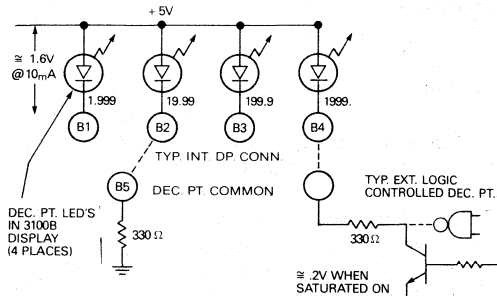 + 5V
≅ 1.6V
@10mA
1.999
19.99
199.9
1999.
B1
B2
B3
B4
TYP. INT. DP. CONN.
TYP. EXT. LOGIC
CONTROLLED DEC. PT.
B5
DEC. PT. COMMON
DEC. PT. LED'S
IN 3100B
DISPLAY
(4 PLACES)
330 Ω
330 Ω
≅ .2V WHEN
SATURATED ON